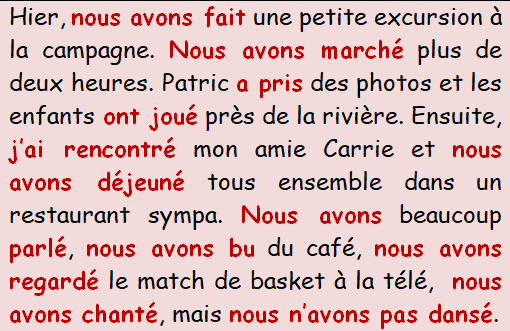 Hier, nous avons fait une petite excursion à
la campagne. Nous avons marché plus de
deux heures. Patric a pris des photos et les
enfants ont joué près de la rivière. Ensuite,
j'ai rencontré mon amie Carrie et nous
avons déjeuné tous ensemble dans un
restaurant sympa. Nous avons beaucoup
parlé, nous avons bu du café, nous avons
regardé le match de basket à la télé, nous
avons chanté, mais nous n'avons pas dansé.